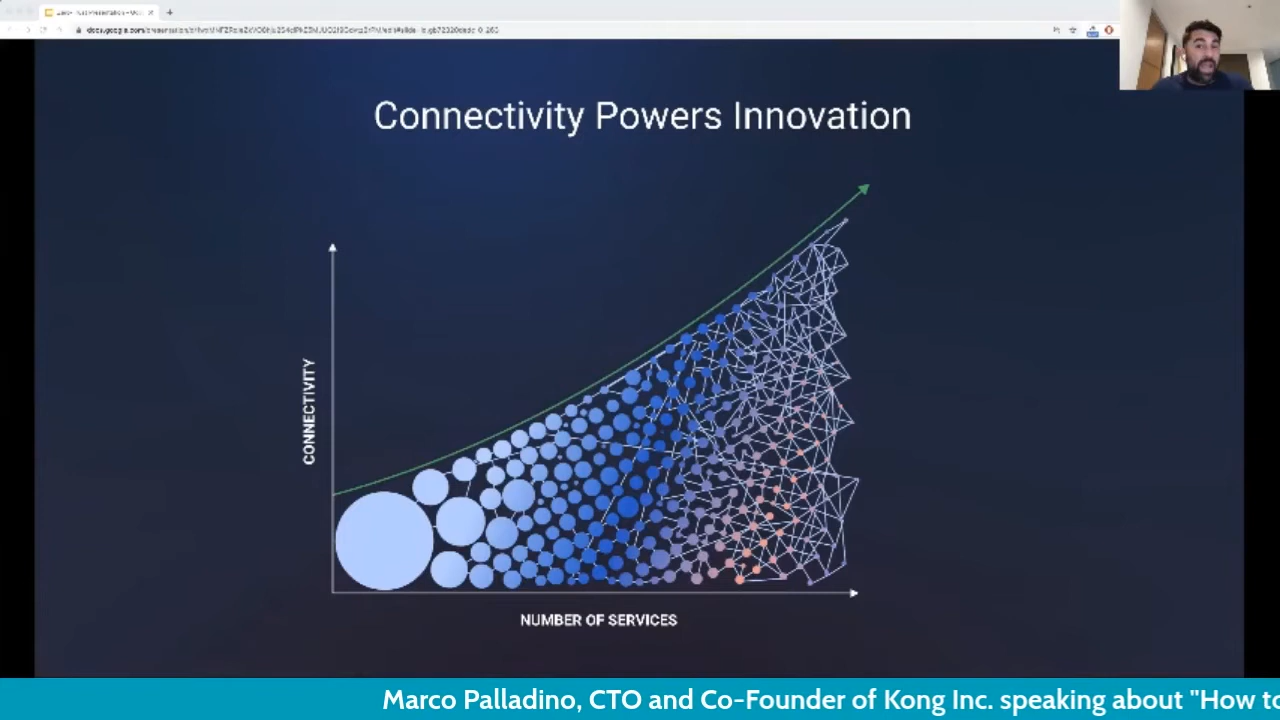 Connectivity Powers Innovation
CONNECTIVITY
NUMBER OF SERVICES
Marco Palladino, CTO and Co-Founder of Kong Inc. speaking about "How to